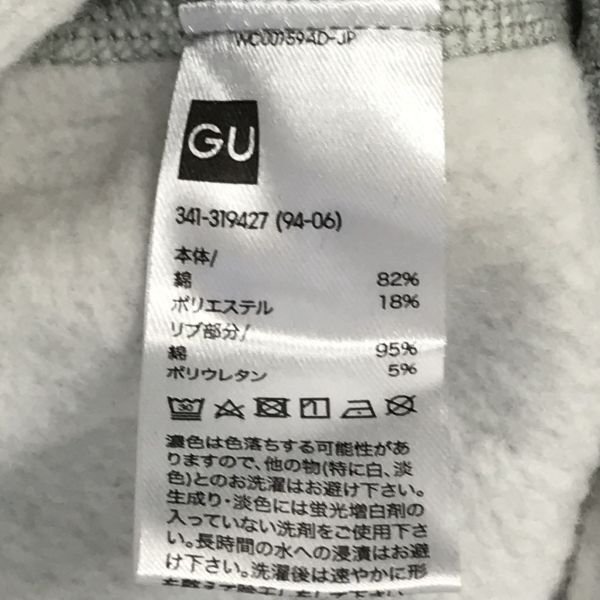 MC00759AD-JP
GU
341-319427 (94-06)
本体/
綿 82%
ポリエステル 18%
リブ部分/
綿 95%
ポリウレタン 5%
30
濃色は色落ちする可能性があ
りますので、他の物(特に白、淡
色)とのお洗濯はお避け下さい。
生成り・淡色には蛍光増白剤の
入っていない洗剤をご使用下さ
い。長時間の水への浸漬はお避
け下さい。洗濯後は速やかに形